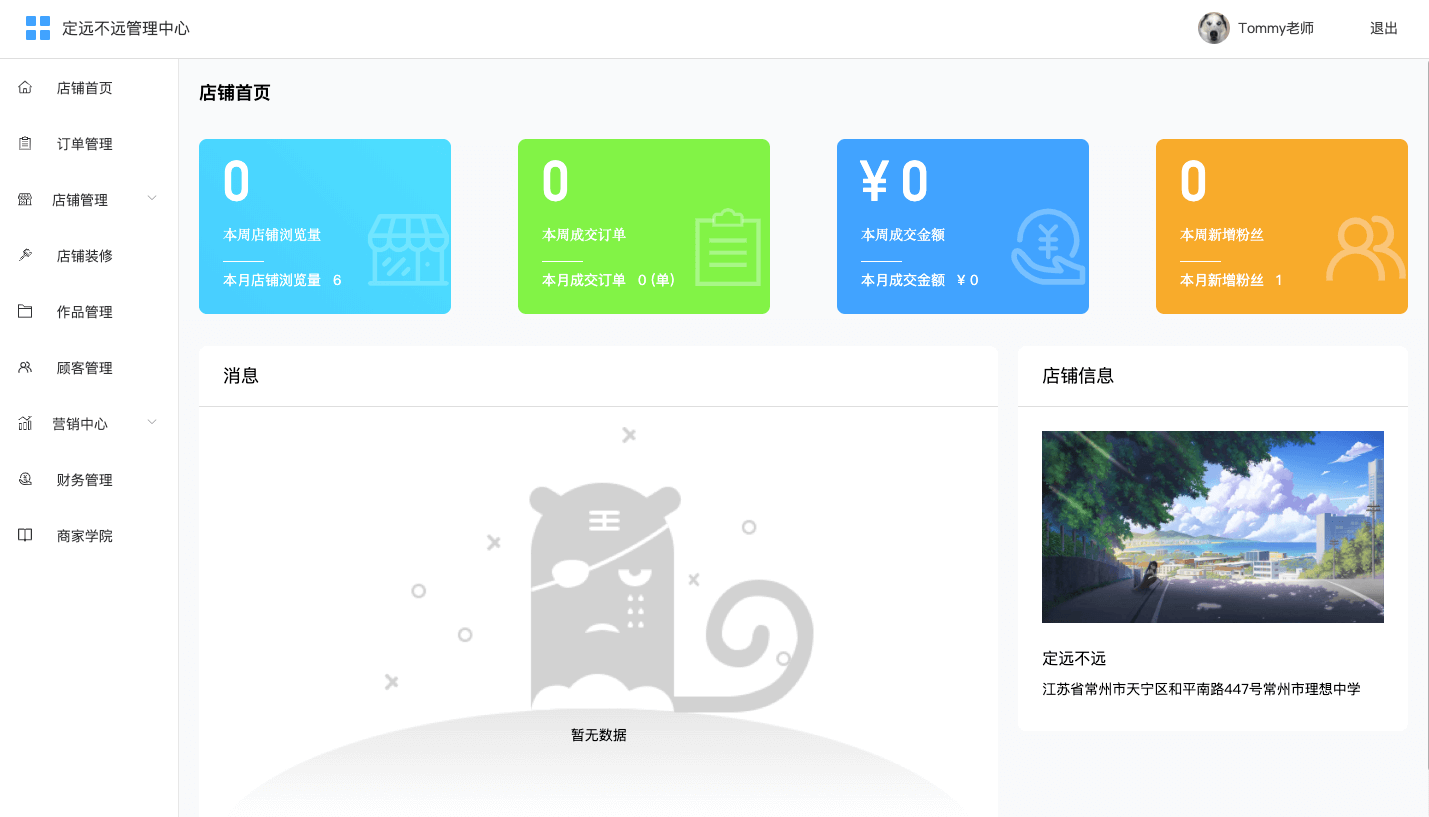 定远不远管理中心
Tommy老师
退出
店铺首页
订单管理
店铺管理
店铺装修
作品管理
顾客管理
营销中心
财务管理
商家学院
店铺首页
0
本周店铺浏览量
本月店铺浏览量 6
0
本周成交订单
本月成交订单 0 (单)
¥ 0
本周成交金额
本月成交金额 ¥ 0
0
本周新增粉丝
本月新增粉丝 1
消息
王
暂无数据
店铺信息
定远不远
江苏省常州市天宁区和平南路447号常州市理想中学